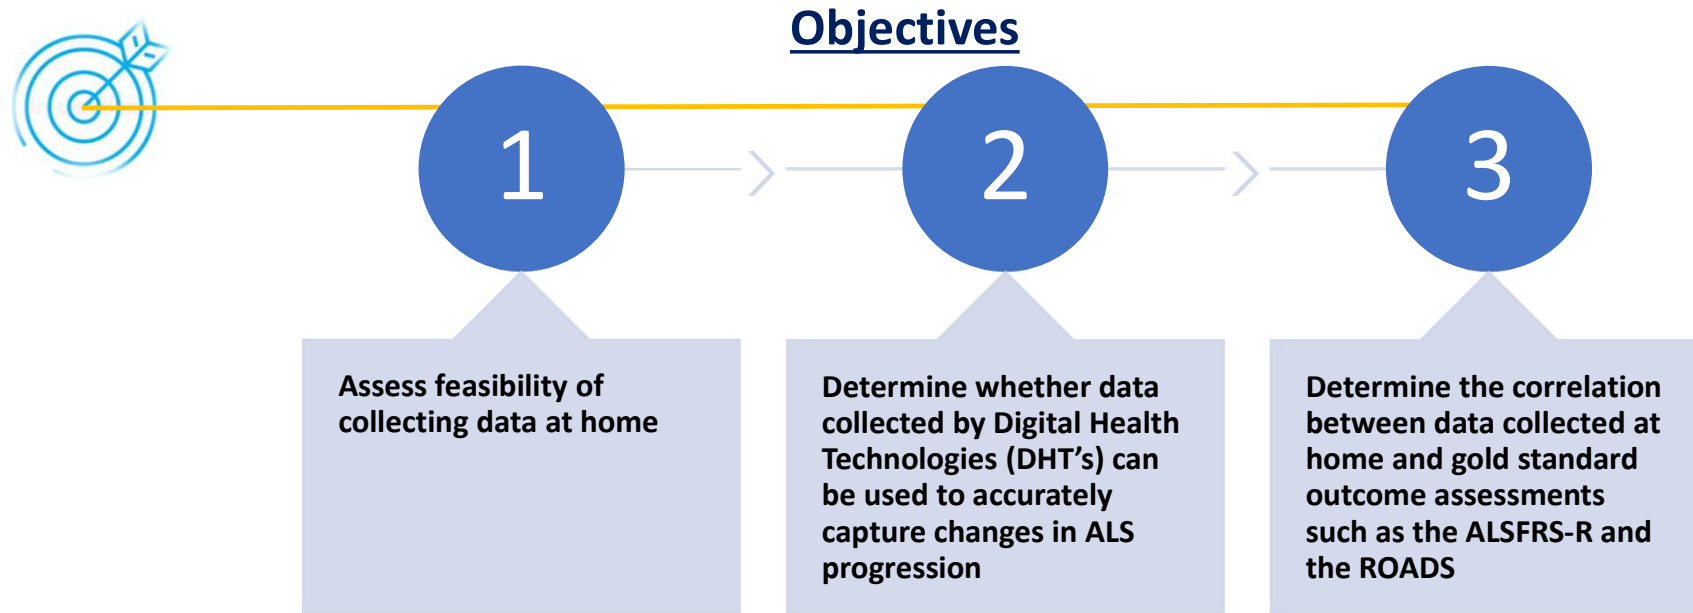 Objectives
1
2
3
Assess feasibility of
collecting data at home
Determine whether data
collected by Digital Health
Technologies (DHT’s) can
be used to accurately
capture changes in ALS
progression
Determine the correlation
between data collected at
home and gold standard
outcome assessments
such as the ALSFRS-R and
the ROADS